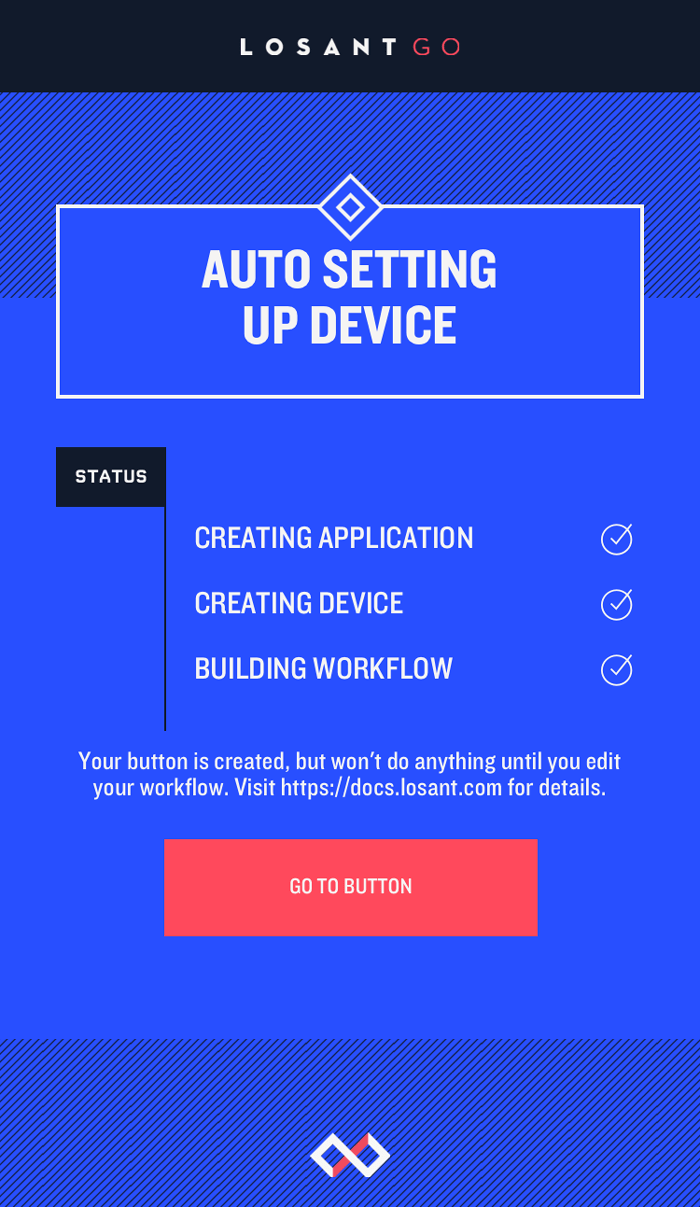 LOSANT GO
AUTO SETTING
UP DEVICE
STATUS
CREATING APPLICATION
CREATING DEVICE
BUILDING WORKFLOW
Your button is created, but won't do anything until you edit
your workflow. Visit https://docs.losant.com for details.
GO TO BUTTON